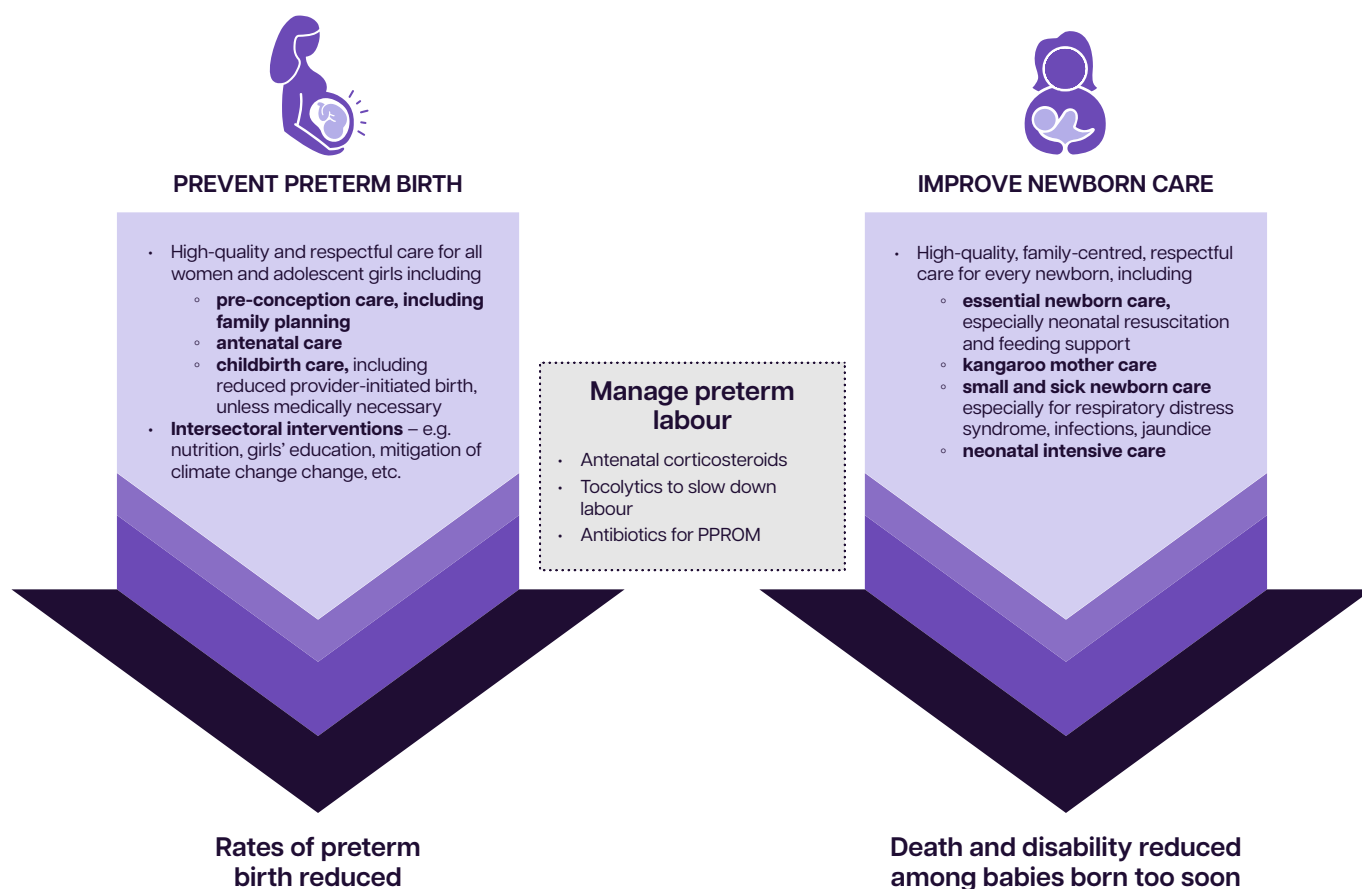 PREVENT PRETERM BIRTH
• High-quality and respectful care for all
women and adolescent girls including
◦ pre-conception care, including
family planning
◦ antenatal care
◦ childbirth care, including
reduced provider-initiated birth,
unless medically necessary
• Intersectoral interventions – e.g.
nutrition, girls' education, mitigation of
climate change change, etc.
Rates of preterm
birth reduced
Manage preterm
labour
• Antenatal corticosteroids
• Tocolytics to slow down
labour
• Antibiotics for PPROM
IMPROVE NEWBORN CARE
• High-quality, family-centred, respectful
care for every newborn, including
◦ essential newborn care,
especially neonatal resuscitation
and feeding support
◦ kangaroo mother care
◦ small and sick newborn care
especially for respiratory distress
syndrome, infections, jaundice
◦ neonatal intensive care
Death and disability reduced
among babies born too soon